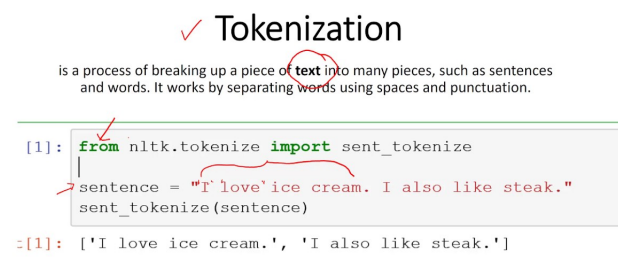 Tokenization
is a process of breaking up a piece of text into many pieces, such as sentences
and words. It works by separating words using spaces and punctuation.
[1]: from nltk.tokenize import sent_tokenize
sentence = "I love ice cream. I also like steak."
sent_tokenize(sentence)
t[1]: ['I love ice cream.', 'I also like steak.']